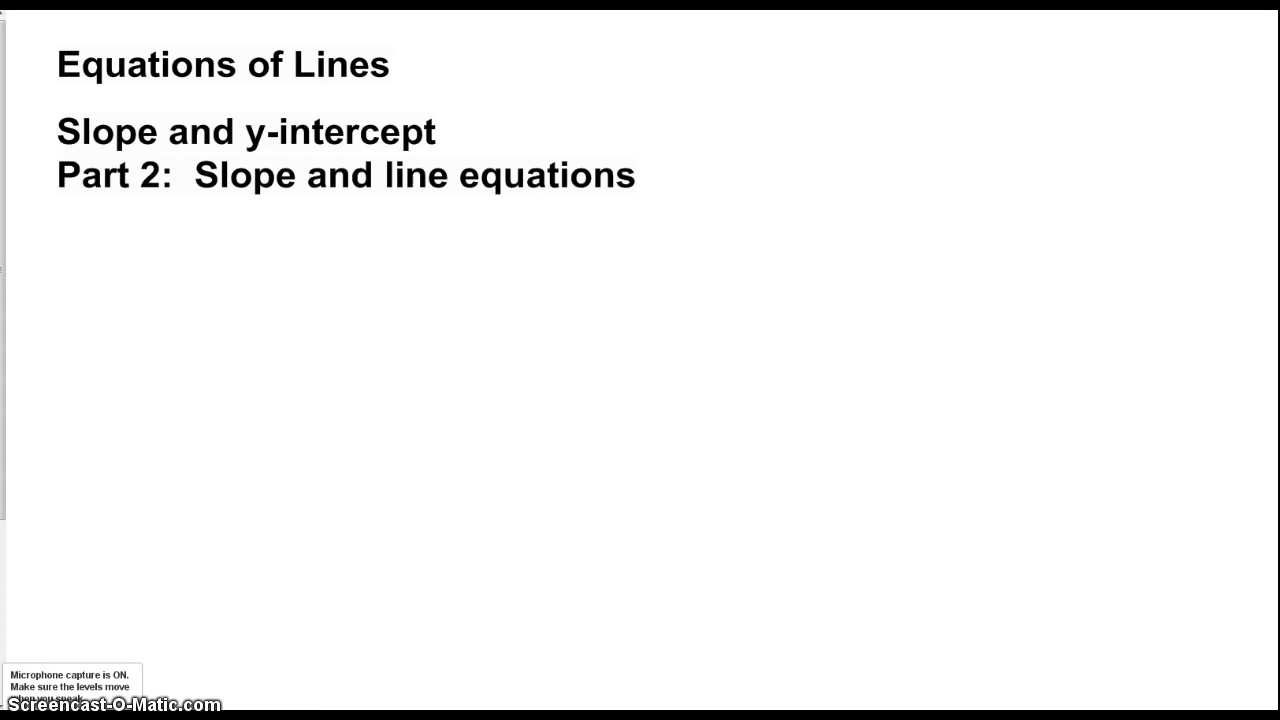 Equations of Lines
Slope and y-intercept
Part 2: Slope and line equations
Microphone capture is ON.
Make sure the levels move
when you speak.
Screencast-O-Matic.com